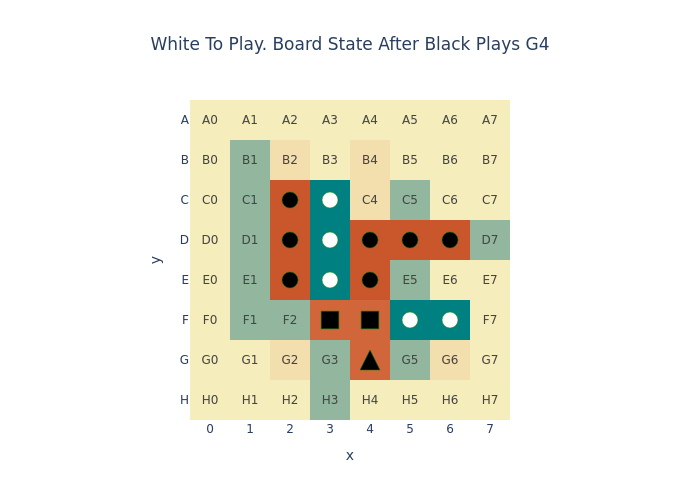 White To Play. Board State After Black Plays G4
A A0 A1 A2 A3 A4 A5 A6 A7
B B0 B1 B2 B3 B4 B5 B6 B7
C C0 C1 C4 C5 C6 C7
D D0 D1 D7
E E0 E1 E5 E6 E7
F F0 F1 F2 F7
G G0 G1 G2 G3 G5 G6 G7
H H0 H1 H2 H3 H4 H5 H6 H7
0 1 2 3 4 5 6 7
x
y